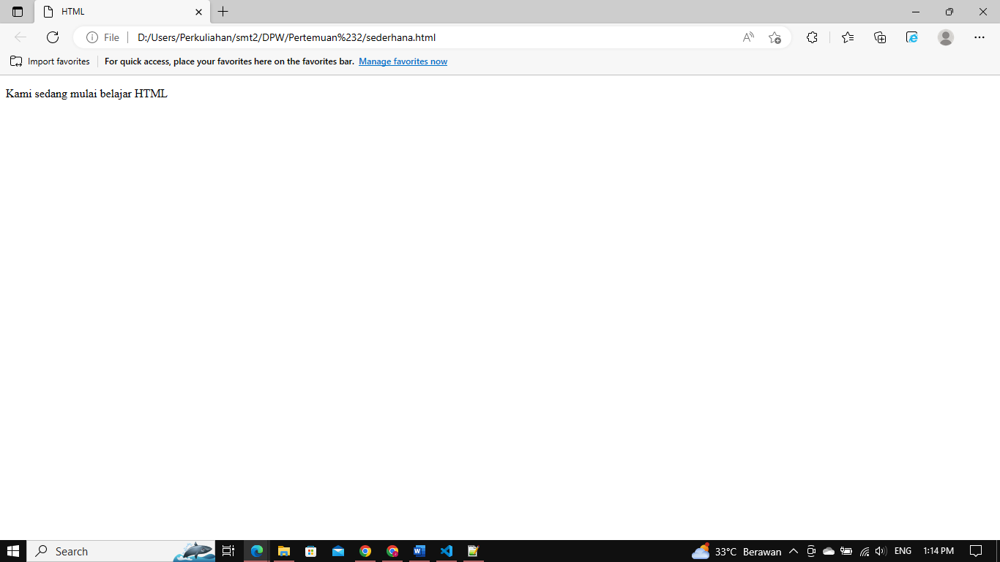 HTML
File
D:/Users/Perkuliahan/smt2/DPW/Pertemuan%232/sederhana.html
Import favorites
For quick access, place your favorites here on the favorites bar. Manage favorites now
Kami sedang mulai belajar HTML
Search
33°C Berawan
ENG
1:14 PM